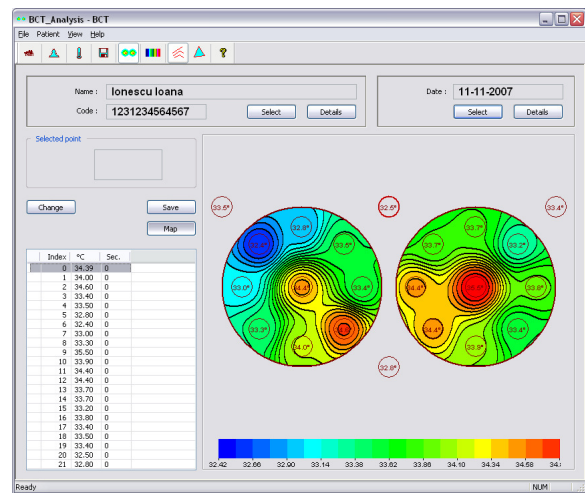 BCT_Analysis - BCT
File Patient View Help
Name : Ionescu Ioana
Code : 1231234564567
Select Details
Date : 11-11-2007
Select Details
Selected point
Change Save
Map
Index °C Sec.
0 34.39 0
1 34.00 0
2 34.60 0
3 33.40 0
4 33.50 0
5 32.80 0
6 32.40 0
7 33.00 0
8 33.30 0
9 35.50 0
10 33.90 0
11 34.40 0
12 34.40 0
13 33.70 0
14 33.70 0
15 33.20 0
16 33.80 0
17 33.40 0
18 33.50 0
19 33.40 0
20 32.50 0
21 32.80 0
33.5° 32.5° 33.4°
32.8° 33.7°
33.5° 33.7° 33.2°
33.0° 34.4° 33.4° 34.4° 33.8°
33.3° 34.4° 33.4°
34.0° 33.9°
32.8°
32.42 32.66 32.90 33.14 33.38 33.62 33.86 34.10 34.34 34.58
Ready NUM